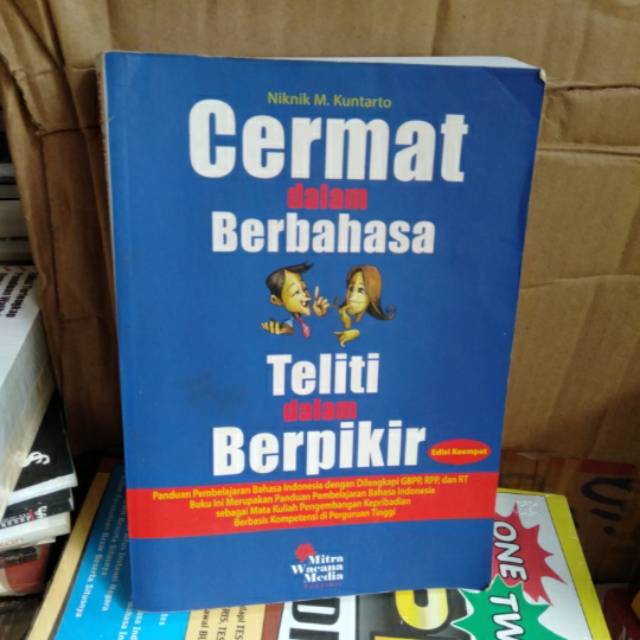 Niknik M. Kuntarto
Cermat
dalam
Berbahasa
Teliti
dalam
Berpikir
Edisi Keempat
Panduan Pembelajaran Bahasa Indonesia dengan Dilengkapi GBPP, RPP, dan RT
Buku Ini Merupakan Panduan Pembelajaran Bahasa Indonesia
sebagai Mata Kuliah Pengembangan Kepribadian
Berbasis Kompetensi di Perguruan Tinggi
Mitra
Wacana
Media
ONE
TW